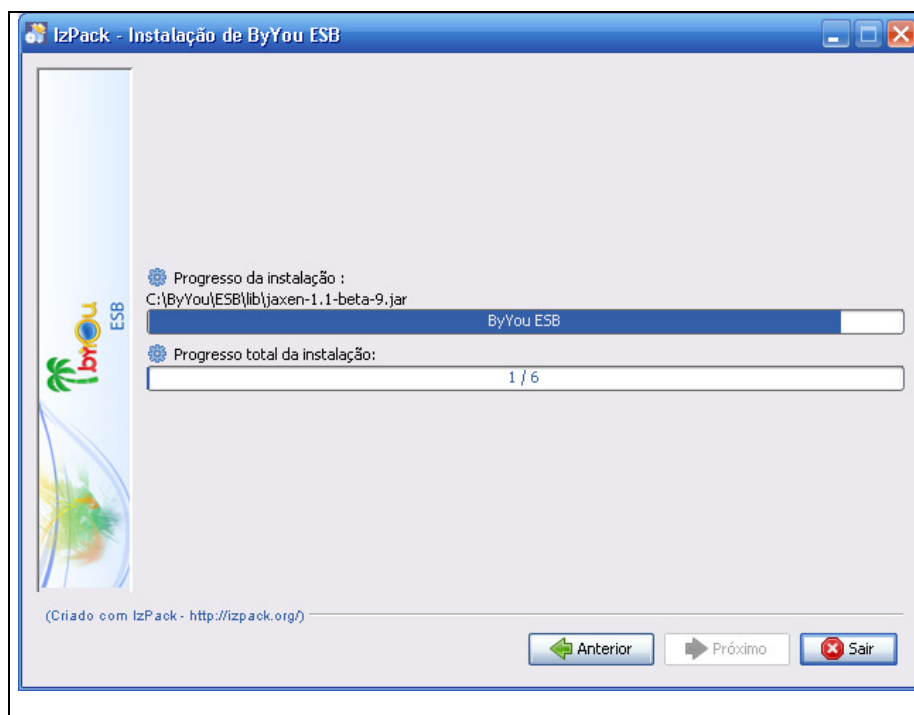 IzPack - Instalação de ByYou ESB
byYou
ESB
Progresso da instalação :
C:\ByYou\ESB\lib\jaxen-1.1-beta-9.jar
ByYou ESB
Progresso total da instalação:
1 / 6
(Criado com IzPack - http://izpack.org/)
Anterior
Próximo
Sair